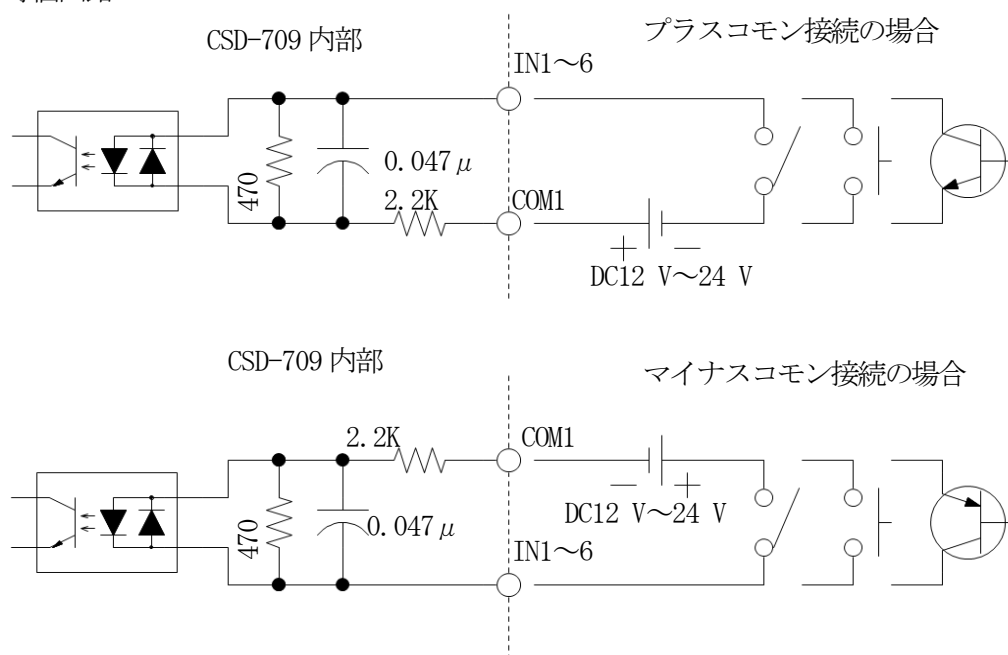 CSD-709 内部
プラスコモン接続の場合
IN1～6
0.047μ
470
2.2K
COM1
＋ －
DC12 V～24 V
CSD-709 内部
マイナスコモン接続の場合
2.2K
COM1
－ ＋
DC12 V～24 V
470
0.047μ
IN1～6